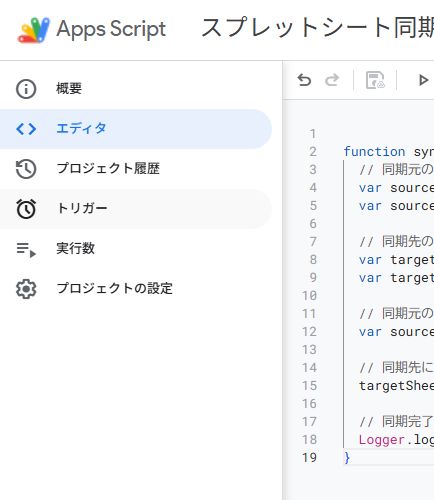 Apps Script スプレットシート同期
概要
エディタ
プロジェクト履歴
トリガー
実行数
プロジェクトの設定
1
2 function syn
3 // 同期元の
4 var source
5 var source
6
7 // 同期先の
8 var target
9 var target
10
11 // 同期元の
12 var source
13
14 // 同期先に
15 targetShee
16
17 // 同期完了
18 Logger.log
19 }